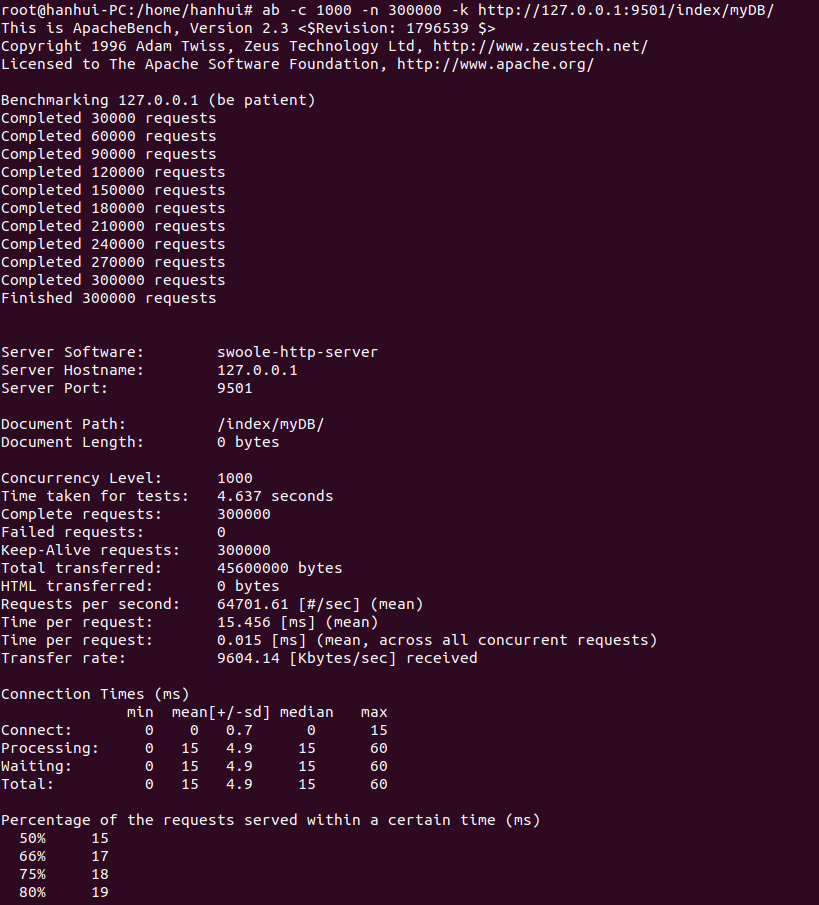 root@hanhui-PC:/home/hanhui# ab -c 1000 -n 300000 -k http://127.0.0.1:9501/index/myDB/
This is ApacheBench, Version 2.3 <$Revision: 1796539 $>
Copyright 1996 Adam Twiss, Zeus Technology Ltd, http://www.zeustech.net/
Licensed to The Apache Software Foundation, http://www.apache.org/

Benchmarking 127.0.0.1 (be patient)
Completed 30000 requests
Completed 60000 requests
Completed 90000 requests
Completed 120000 requests
Completed 150000 requests
Completed 180000 requests
Completed 210000 requests
Completed 240000 requests
Completed 270000 requests
Completed 300000 requests
Finished 300000 requests


Server Software:        swoole-http-server
Server Hostname:        127.0.0.1
Server Port:            9501

Document Path:          /index/myDB/
Document Length:        0 bytes

Concurrency Level:      1000
Time taken for tests:   4.637 seconds
Complete requests:      300000
Failed requests:        0
Keep-Alive requests:    300000
Total transferred:      45600000 bytes
HTML transferred:       0 bytes
Requests per second:    64701.61 [#/sec] (mean)
Time per request:       15.456 [ms] (mean)
Time per request:       0.015 [ms] (mean, across all concurrent requests)
Transfer rate:          9604.14 [Kbytes/sec] received

Connection Times (ms)
              min  mean[+/-sd] median   max
Connect:        0    0   0.7      0      15
Processing:     0   15   4.9     15      60
Waiting:        0   15   4.9     15      60
Total:          0   15   4.9     15      60

Percentage of the requests served within a certain time (ms)
  50%     15
  66%     17
  75%     18
  80%     19